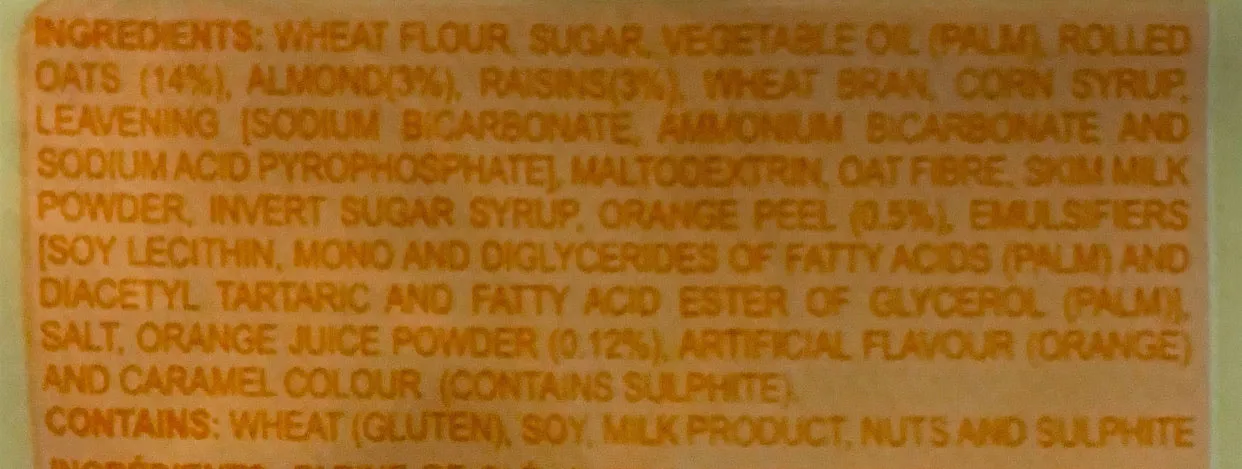 INGREDIENTS: WHEAT FLOUR, SUGAR, VEGETABLE OIL (PALM), ROLLED
OATS (14%), ALMOND(3%), RAISINS(3%), WHEAT BRAN, CORN SYRUP,
LEAVENING [SODIUM BICARBONATE, AMMONIUM BICARBONATE AND
SODIUM ACID PYROPHOSPHATE], MALTODEXTRIN, OAT FIBRE, SKIM MILK
POWDER, INVERT SUGAR SYRUP, ORANGE PEEL (0.5%), EMULSIFIERS
[SOY LECITHIN, MONO AND DIGLYCERIDES OF FATTY ACIDS (PALM) AND
DIACETYL TARTARIC AND FATTY ACID ESTER OF GLYCEROL (PALM)],
SALT, ORANGE JUICE POWDER (0.12%), ARTIFICIAL FLAVOUR (ORANGE)
AND CARAMEL COLOUR (CONTAINS SULPHITE).
CONTAINS: WHEAT (GLUTEN), SOY, MILK PRODUCT, NUTS AND SULPHITE